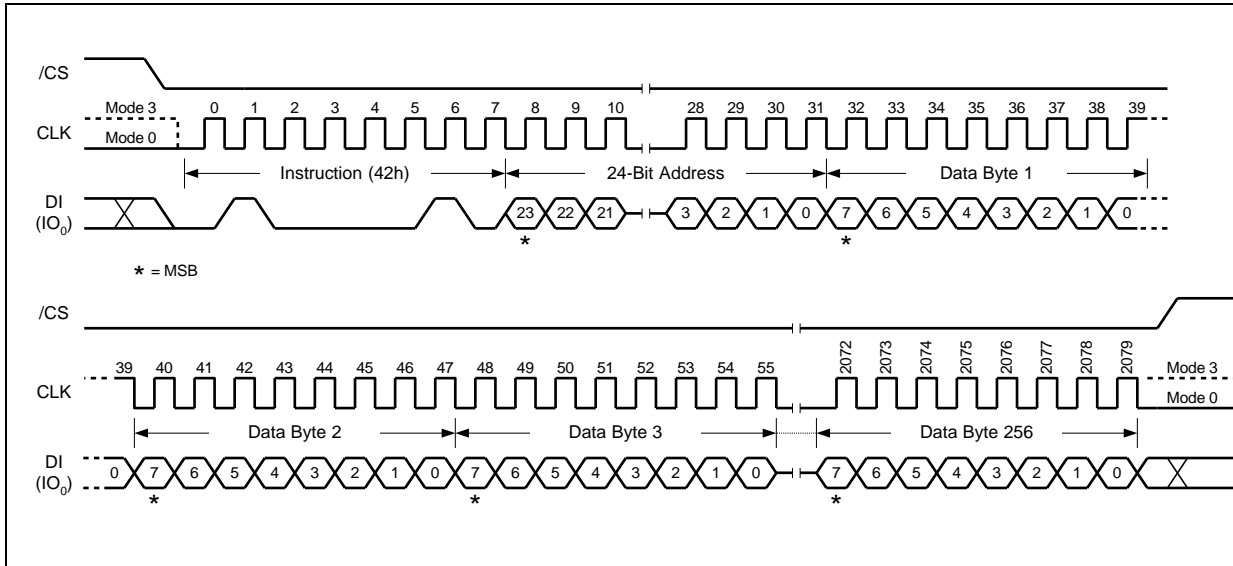 /CS
Mode 3 0 1 2 3 4 5 6 7 8 9 10 28 29 30 31 32 33 34 35 36 37 38 39
CLK Mode 0
Instruction (42h) 24-Bit Address Data Byte 1
DI
(IO0) 23 22 21 3 2 1 0 7 6 5 4 3 2 1 0
* *
* = MSB
/CS
39 40 41 42 43 44 45 46 47 48 49 50 51 52 53 54 55 2072 2073 2074 2075 2076 2077 2078 2079 Mode 3
CLK Mode 0
Data Byte 2 Data Byte 3 Data Byte 256
DI
(IO0) 0 7 6 5 4 3 2 1 0 7 6 5 4 3 2 1 0 7 6 5 4 3 2 1 0
* * *